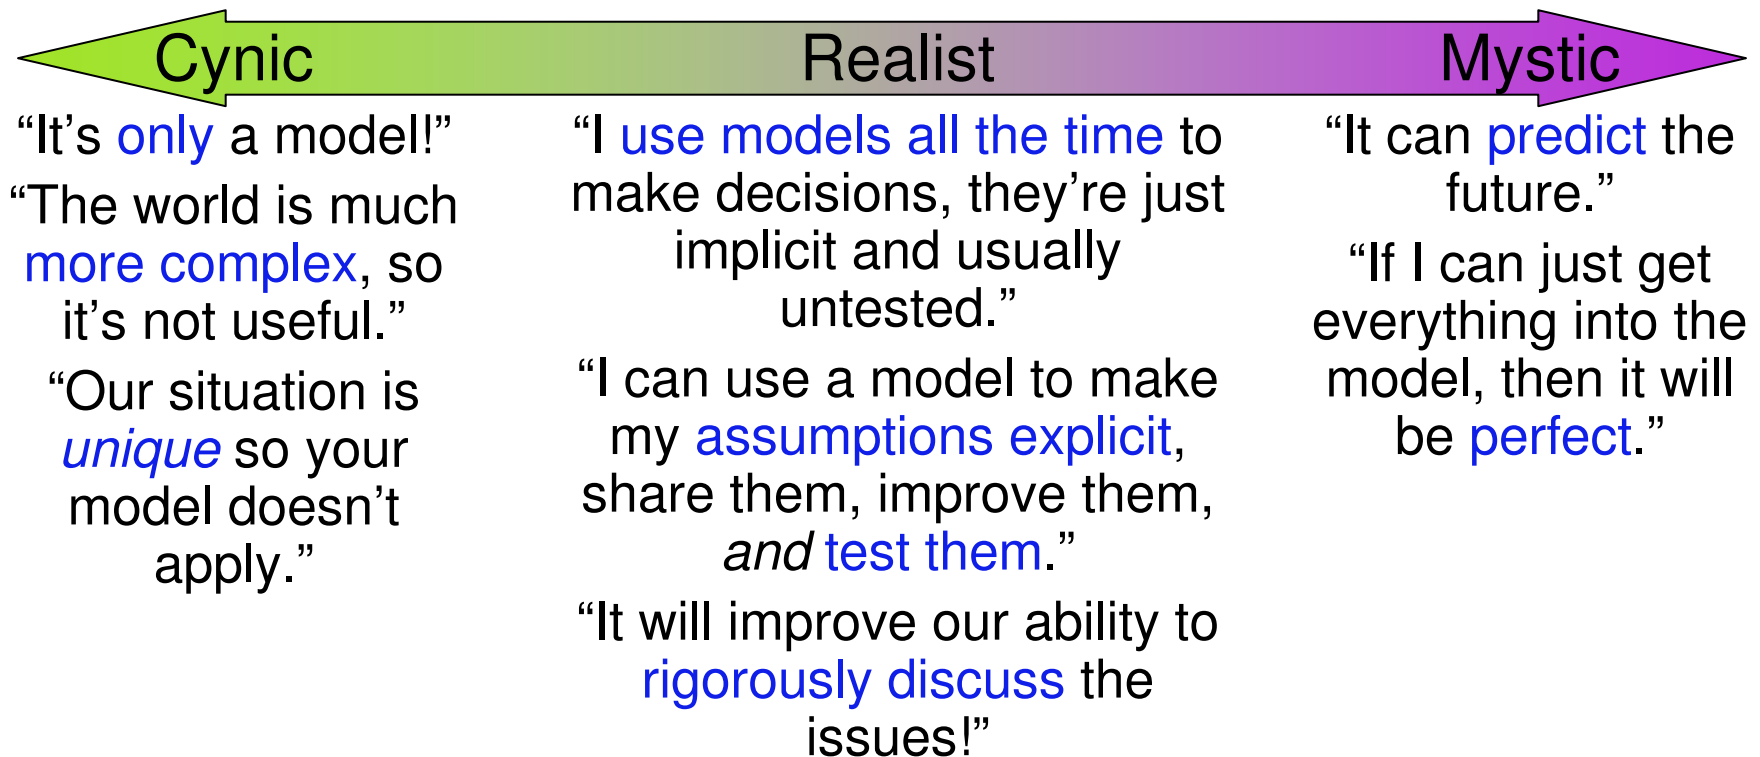 Cynic Realist Mystic
“It’s only a model!”
“The world is much
more complex, so
it’s not useful.”
“Our situation is
unique so your
model doesn’t
apply.”
“I use models all the time to
make decisions, they’re just
implicit and usually
untested.”
“I can use a model to make
my assumptions explicit,
share them, improve them,
and test them.”
“It will improve our ability to
rigorously discuss the
issues!”
“It can predict the
future.”
“If I can just get
everything into the
model, then it will
be perfect.”